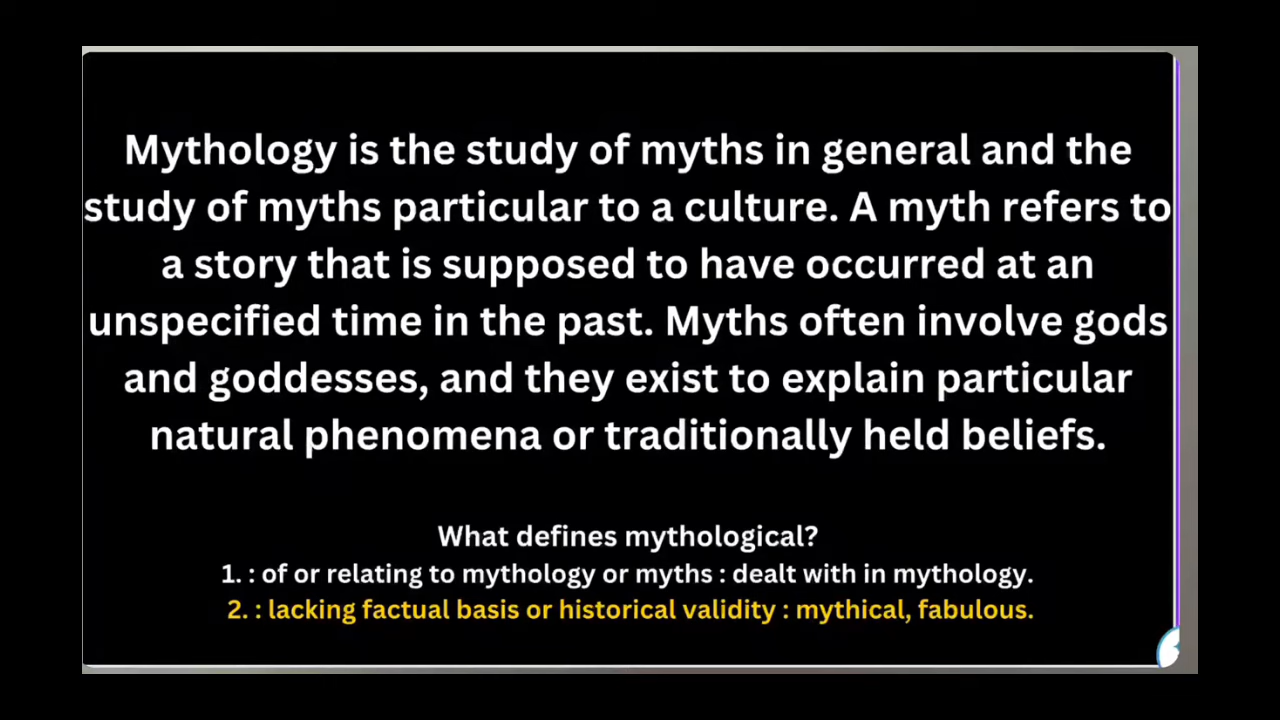 Mythology is the study of myths in general and the
study of myths particular to a culture. A myth refers to
a story that is supposed to have occurred at an
unspecified time in the past. Myths often involve gods
and goddesses, and they exist to explain particular
natural phenomena or traditionally held beliefs.
What defines mythological?
1. : of or relating to mythology or myths : dealt with in mythology.
2. : lacking factual basis or historical validity : mythical, fabulous.